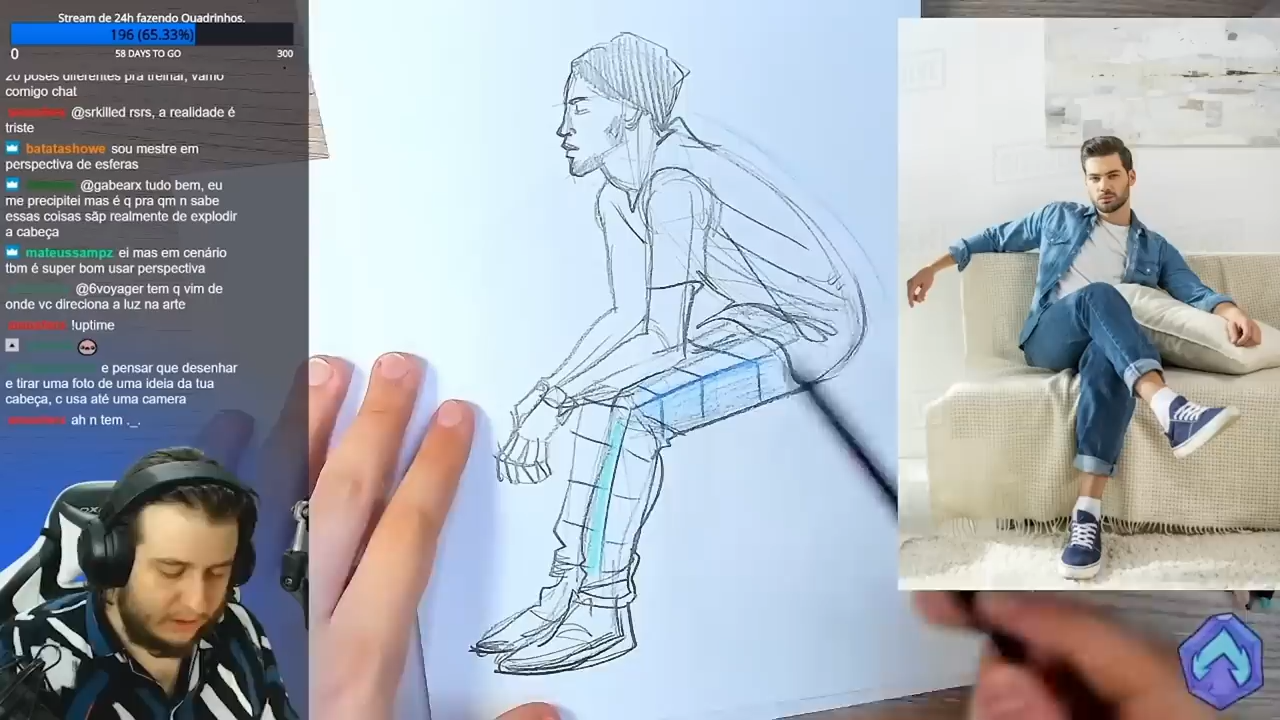 Stream de 24h fazendo Quadrinhos.
196 (65.33%)
0
58 DAYS TO GO
300
20 poses diferentes pra treinar, vamo
comigo chat
@srkilled rsrs, a realidade é
triste
batatashowe sou mestre em
perspectiva de esferas
@gabearx tudo bem, eu
me precipitei mas é q pra qm n sabe
essas coisas sãp realmente de explodir
a cabeça
mateussampz ei mas em cenário
tbm é super bom usar perspectiva
@6voyager tem q vim de
onde vc direciona a luz na arte
!uptime
e pensar que desenhar
e tirar uma foto de uma ideia da tua
cabeça, c usa até uma camera
ah n tem ._.